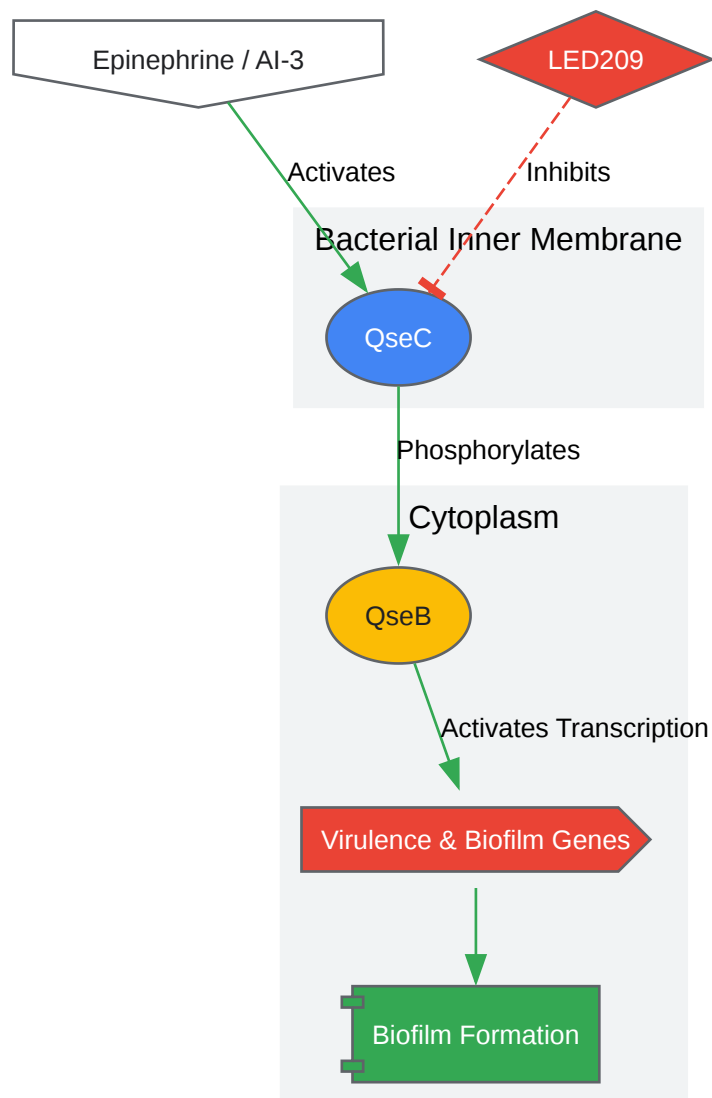 Epinephrine / AI-3
LED209
Activates
Inhibits
Bacterial Inner Membrane
QseC
Phosphorylates
Cytoplasm
QseB
Activates Transcription
Virulence & Biofilm Genes
Biofilm Formation